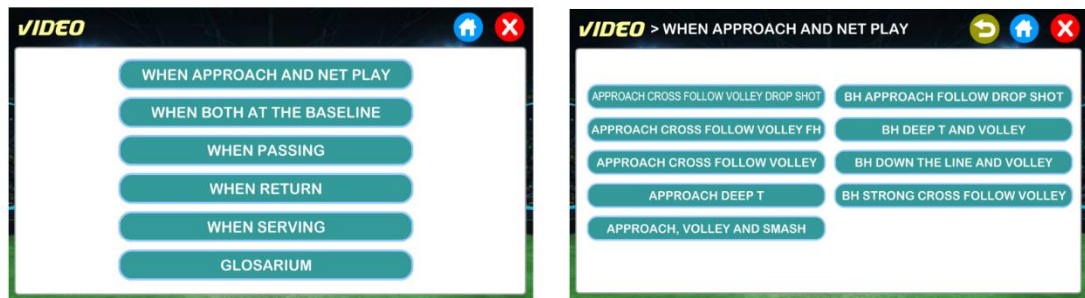 VIDEO
WHEN APPROACH AND NET PLAY
WHEN BOTH AT THE BASELINE
WHEN PASSING
WHEN RETURN
WHEN SERVING
GLOSARIUM
VIDEO > WHEN APPROACH AND NET PLAY
APPROACH CROSS FOLLOW VOLLEY DROP SHOT
APPROACH CROSS FOLLOW VOLLEY FH
APPROACH CROSS FOLLOW VOLLEY
APPROACH DEEP T
APPROACH, VOLLEY AND SMASH
BH APPROACH FOLLOW DROP SHOT
BH DEEP T AND VOLLEY
BH DOWN THE LINE AND VOLLEY
BH STRONG CROSS FOLLOW VOLLEY